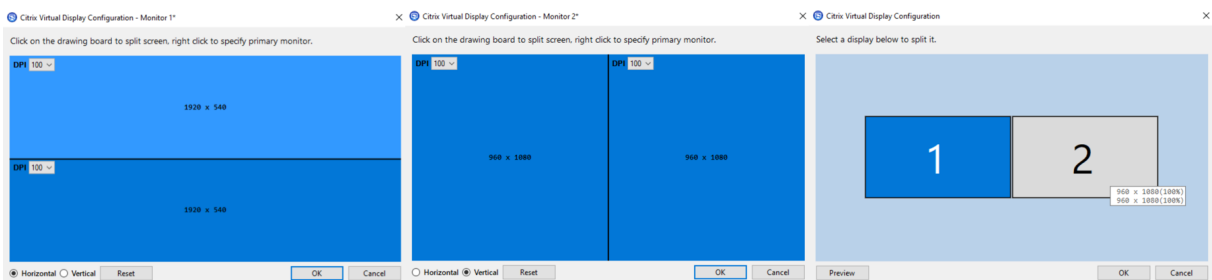 Citrix Virtual Display Configuration - Monitor 1*
Click on the drawing board to split screen, right click to specify primary monitor.
DPI 100
1920 x 540
DPI 100
1920 x 540
Horizontal Vertical Reset OK Cancel
Citrix Virtual Display Configuration - Monitor 2*
Click on the drawing board to split screen, right click to specify primary monitor.
DPI 100 DPI 100
960 x 1080 960 x 1080
Horizontal Vertical Reset OK Cancel
Citrix Virtual Display Configuration
Select a display below to split it.
1 2
960 x 1080(100%)
960 x 1080(100%)
Preview OK Cancel